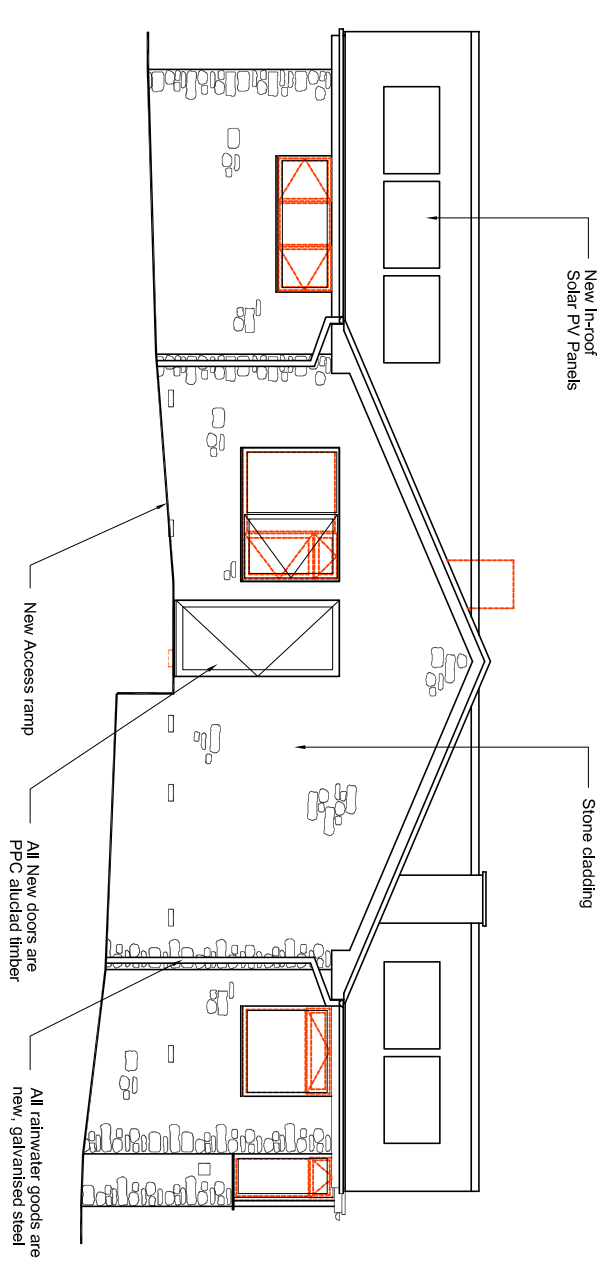 New In-roof
Solar PV Panels
Stone cladding
New Access ramp
All New doors are
PPC aluclad timber
All rainwater goods are
new, galvanised steel